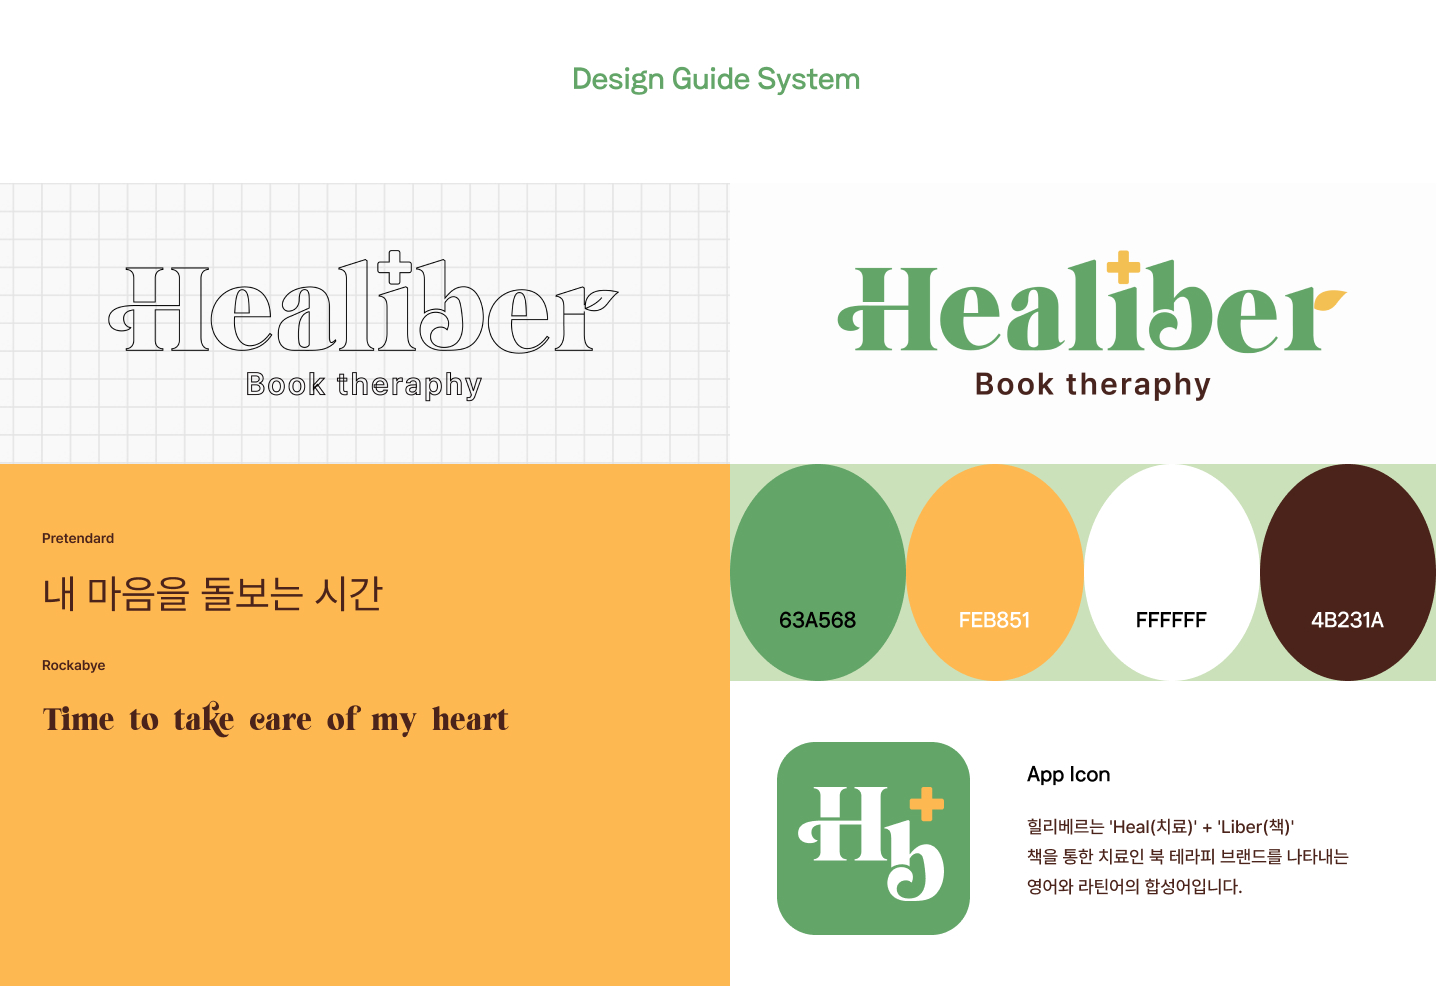 Design Guide System
Healiber
Book theraphy
Healiber
Book theraphy
Pretendard
내 마음을 돌보는 시간
Rockabye
Time to take care of my heart
63A568
FEB851
FFFFFF
4B231A
Hb
App Icon
힐리베르는 'Heal(치료)' + 'Liber(책)'
책을 통한 치료인 북 테라피 브랜드를 나타내는
영어와 라틴어의 합성어입니다.